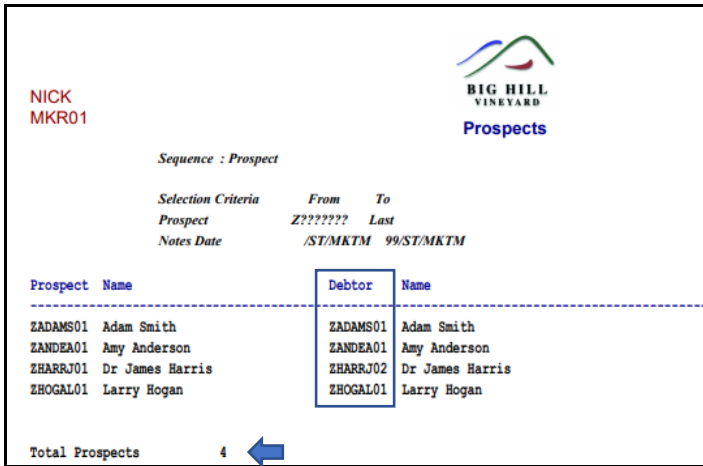 BIG HILL
VINEYARD
NICK
MKR01
Prospects
Sequence : Prospect
Selection Criteria From To
Prospect Z??????? Last
Notes Date /ST/MKTM 99/ST/MKTM
Prospect Name Debtor Name
ZADAMS01 Adam Smith ZADAMS01 Adam Smith
ZANDEA01 Amy Anderson ZANDEA01 Amy Anderson
ZHARRJ01 Dr James Harris ZHARRJ02 Dr James Harris
ZHOGAL01 Larry Hogan ZHOGAL01 Larry Hogan
Total Prospects 4